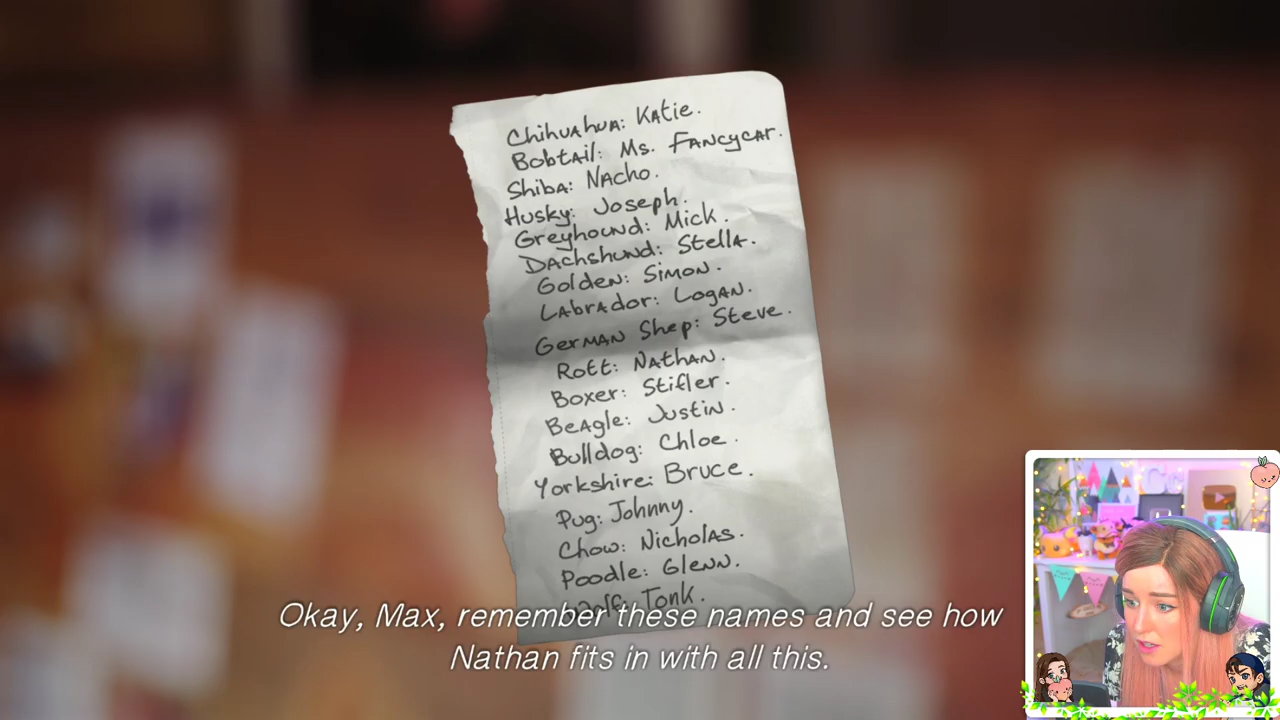 Chihuahua: Katie.
Bobtail: Ms. Fancycar.
Shiba: Nacho.
Husky: Joseph.
Greyhound: Mick.
Dachshund: Stella.
Golden: Simon.
Labrador: Logan.
German Shep: Steve.
Rott: Nathan.
Boxer: Stifler.
Beagle: Justin.
Bulldog: Chloe.
Yorkshire: Bruce.
Pug: Johnny.
Chow: Nicholas.
Poodle: Glenn.
Tonk.
Okay, Max, remember these names and see how
Nathan fits in with all this.